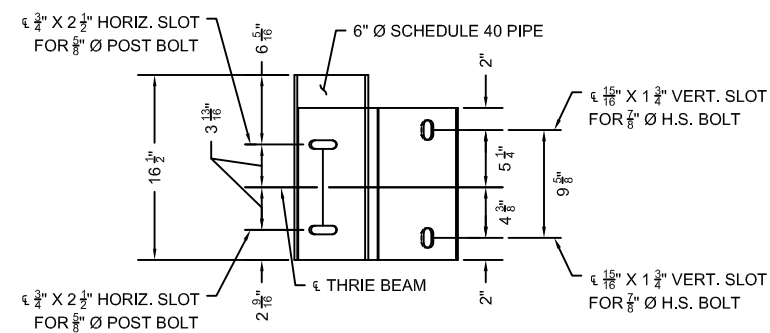 ℄ 3/4" X 2 1/2" HORIZ. SLOT
FOR 5/8" Ø POST BOLT
6 5/16"
6" Ø SCHEDULE 40 PIPE
2"
℄ 15/16" X 1 3/4" VERT. SLOT
FOR 7/8" Ø H.S. BOLT
3 13/16"
16 1/2"
5 1/4"
9 5/8"
4 3/8"
℄ THRIE BEAM
℄ 3/4" X 2 1/2" HORIZ. SLOT
FOR 5/8" Ø POST BOLT
2 9/16"
2"
℄ 15/16" X 1 3/4" VERT. SLOT
FOR 7/8" Ø H.S. BOLT